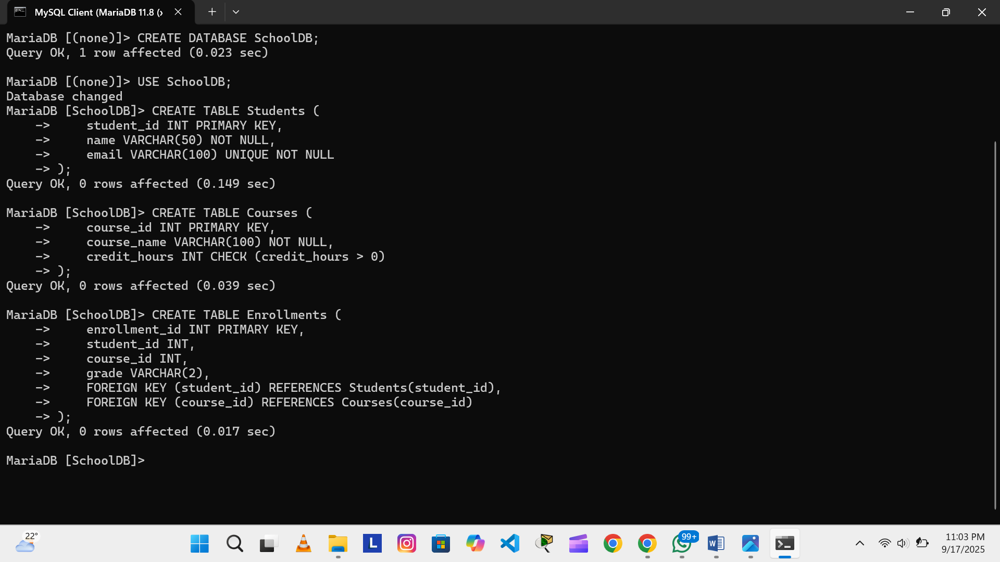 MySQL Client (MariaDB 11.8 (x
MariaDB [(none)]> CREATE DATABASE SchoolDB;
Query OK, 1 row affected (0.023 sec)
MariaDB [(none)]> USE SchoolDB;
Database changed
MariaDB [SchoolDB]> CREATE TABLE Students (
    ->     student_id INT PRIMARY KEY,
    ->     name VARCHAR(50) NOT NULL,
    ->     email VARCHAR(100) UNIQUE NOT NULL
    -> );
Query OK, 0 rows affected (0.149 sec)
MariaDB [SchoolDB]> CREATE TABLE Courses (
    ->     course_id INT PRIMARY KEY,
    ->     course_name VARCHAR(100) NOT NULL,
    ->     credit_hours INT CHECK (credit_hours > 0)
    -> );
Query OK, 0 rows affected (0.039 sec)
MariaDB [SchoolDB]> CREATE TABLE Enrollments (
    ->     enrollment_id INT PRIMARY KEY,
    ->     student_id INT,
    ->     course_id INT,
    ->     grade VARCHAR(2),
    ->     FOREIGN KEY (student_id) REFERENCES Students(student_id),
    ->     FOREIGN KEY (course_id) REFERENCES Courses(course_id)
    -> );
Query OK, 0 rows affected (0.017 sec)
MariaDB [SchoolDB]>
22°
L
99+
W
11:03 PM
9/17/2025